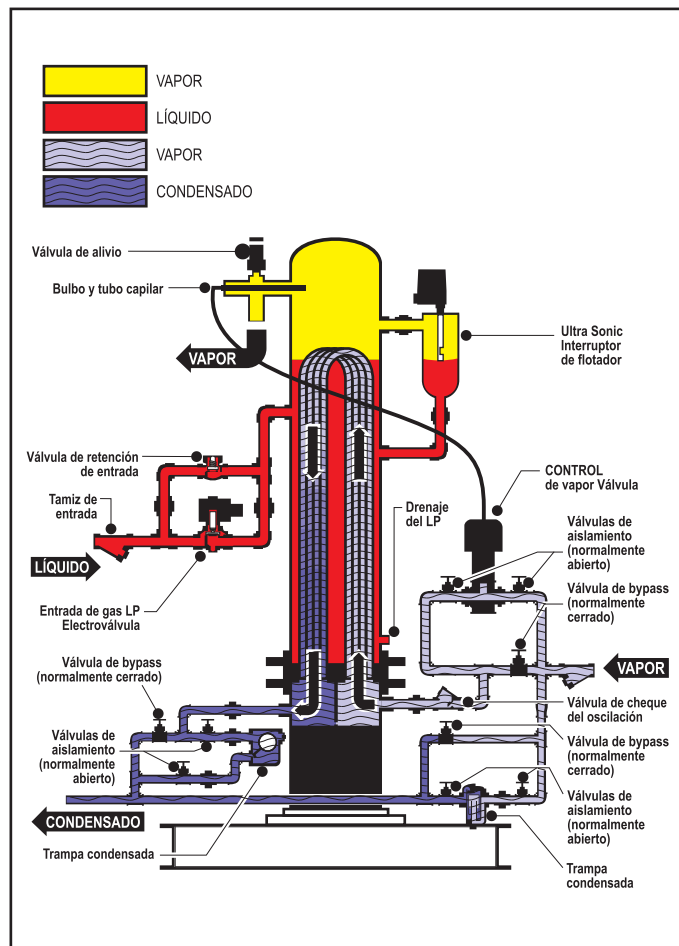 VAPOR
LÍQUIDO
VAPOR
CONDENSADO
Válvula de alivio
Bulbo y tubo capilar
VAPOR
Ultra Sonic
Interruptor
de flotador
Válvula de retención
de entrada
Tamiz de
entrada
LÍQUIDO
Entrada de gas LP
Electroválvula
Drenaje
del LP
CONTROL
de vapor Válvula
Válvulas de
aislamiento
(normalmente
abierto)
Válvula de bypass
(normalmente
cerrado)
VAPOR
Válvula de cheque
del oscilación
Válvula de bypass
(normalmente cerrado)
Válvulas de
aislamiento
(normalmente
abierto)
Válvula de bypass
(normalmente
cerrado)
Válvulas de
aislamiento
(normalmente
abierto)
CONDENSADO
Trampa condensada
Trampa
condensada